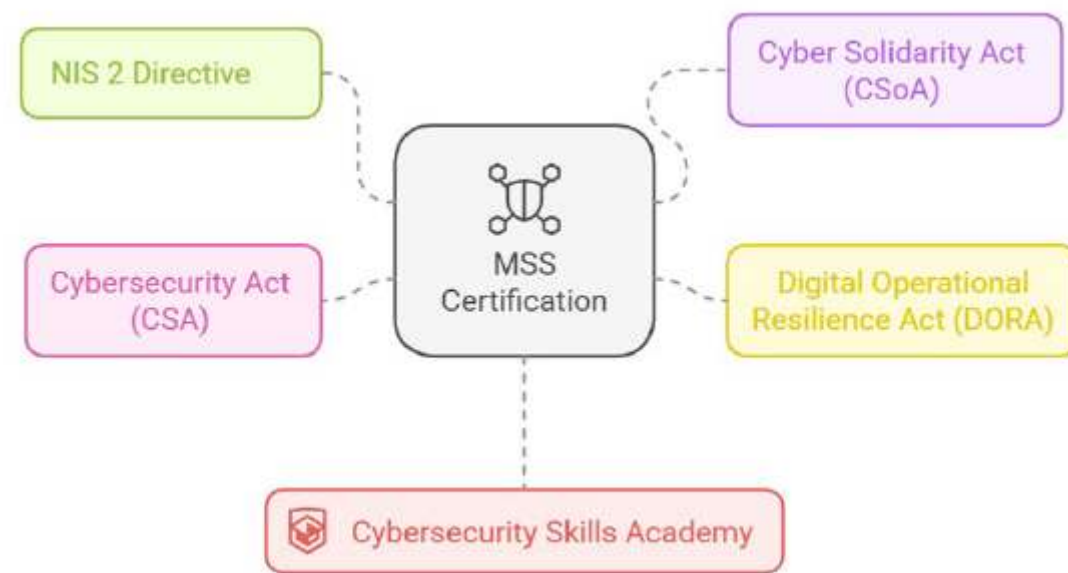 NIS 2 Directive
Cyber Solidarity Act
(CSoA)
MSS
Certification
Cybersecurity Act
(CSA)
Digital Operational
Resilience Act (DORA)
Cybersecurity Skills Academy